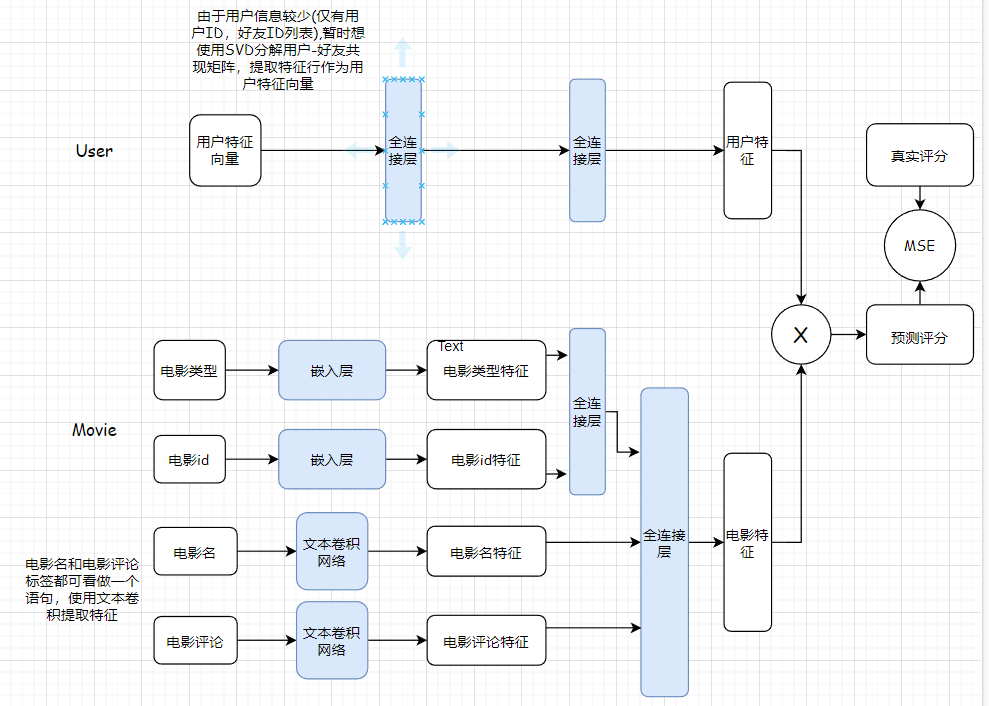 由于用户信息较少(仅有用
户ID，好友ID列表),暂时想
使用SVD分解用户-好友共
现矩阵，提取特征行作为用
户特征向量
User
用户特征
向量
全连
接层
全连
接层
用户特
征
真实评分
MSE
X
预测评分
Movie
电影类型
嵌入层
Text
电影类型特征
全连
接层
电影id
嵌入层
电影id特征
电影名
文本卷积
网络
电影名特征
全连接
层
电影特
征
电影名和电影评论
标签都可看做一个
语句，使用文本卷
积提取特征
电影评论
文本卷积
网络
电影评论特征